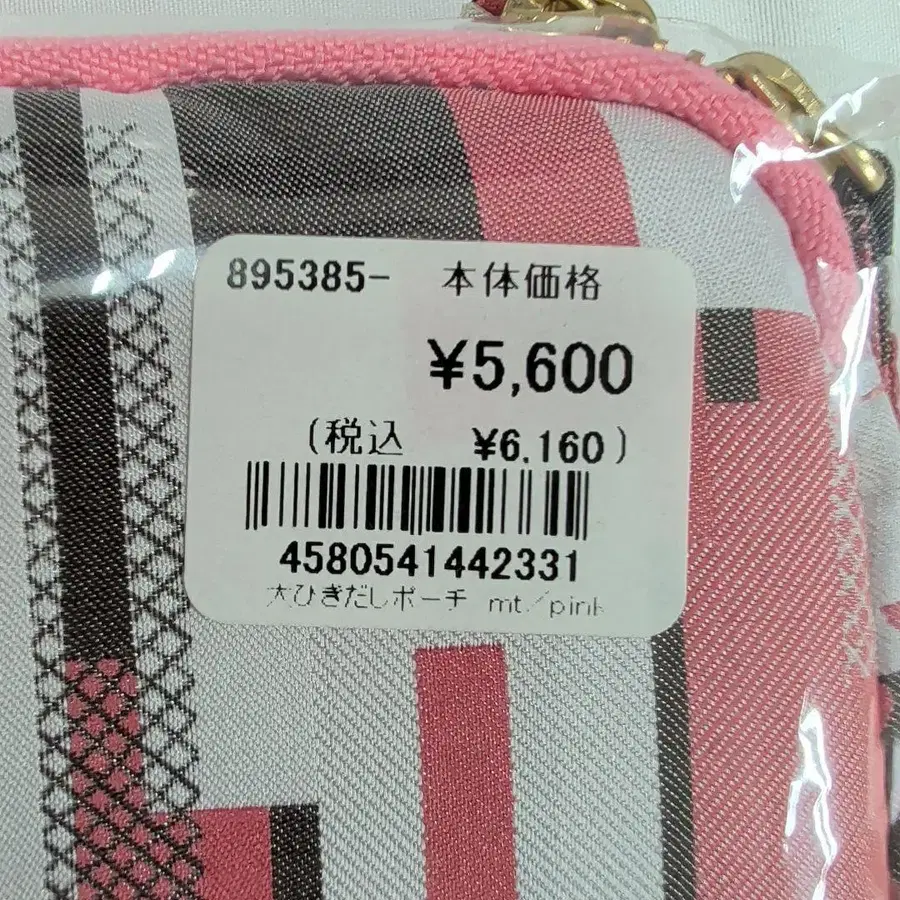 895385- 本体価格
¥5,600
(税込 ¥6,160)
4580541442331
大ひきだしポーチ mt/pink